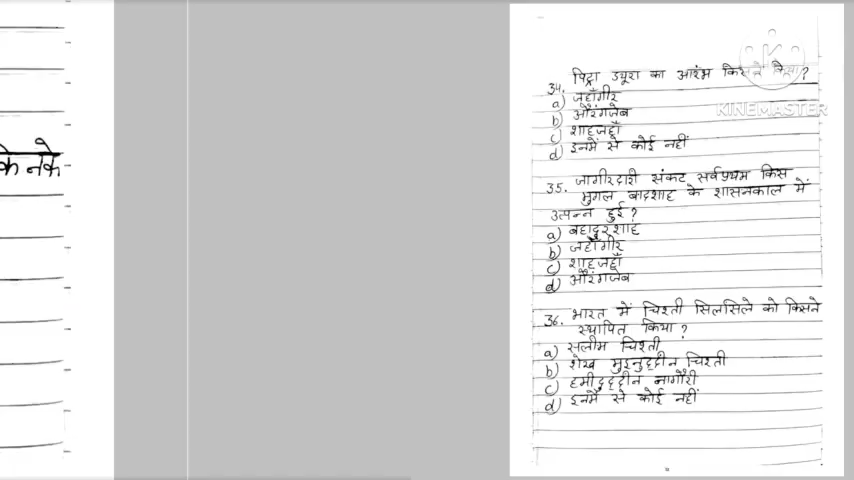 के नके
34. पिट्रा ड्यूरा का आरंभ किसने किया ?
a) जहाँगीर
b) औरंगजेब
c) शाहजहाँ
d) इनमें से कोई नहीं
KINEMASTER
35. जागीरदारी संकट सर्वप्रथम किस
मुगल बादशाह के शासनकाल में
उत्पन्न हुई ?
a) बहादुरशाह
b) जहाँगीर
c) शाहजहाँ
d) औरंगजेब
36. भारत में चिश्ती सिलसिले को किसने
स्थापित किया ?
a) सलीम चिश्ती
b) शेख मुइनुद्दीन चिश्ती
c) हमीदुद्दीन नागौरी
d) इनमें से कोई नहीं